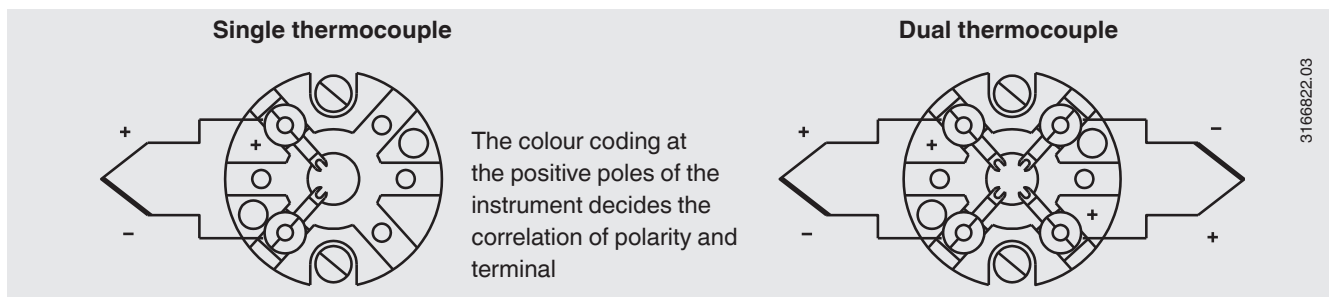 Single thermocouple
Dual thermocouple
+
–
+
The colour coding at
the positive poles of the
instrument decides the
correlation of polarity and
terminal
+
–
+
+
–
+
3166822.03